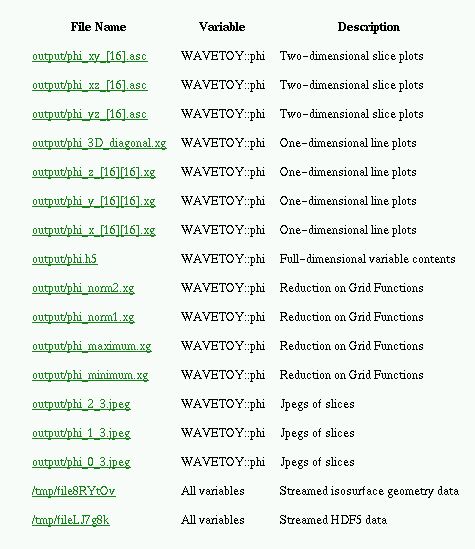 File Name Variable Description
output/phi_xy_[16].asc WAVETOY::phi Two-dimensional slice plots
output/phi_xz_[16].asc WAVETOY::phi Two-dimensional slice plots
output/phi_yz_[16].asc WAVETOY::phi Two-dimensional slice plots
output/phi_3D_diagonal.xg WAVETOY::phi One-dimensional line plots
output/phi_z_[16][16].xg WAVETOY::phi One-dimensional line plots
output/phi_y_[16][16].xg WAVETOY::phi One-dimensional line plots
output/phi_x_[16][16].xg WAVETOY::phi One-dimensional line plots
output/phi.h5 WAVETOY::phi Full-dimensional variable contents
output/phi_norm2.xg WAVETOY::phi Reduction on Grid Functions
output/phi_norm1.xg WAVETOY::phi Reduction on Grid Functions
output/phi_maximum.xg WAVETOY::phi Reduction on Grid Functions
output/phi_minimum.xg WAVETOY::phi Reduction on Grid Functions
output/phi_2_3.jpeg WAVETOY::phi Jpegs of slices
output/phi_1_3.jpeg WAVETOY::phi Jpegs of slices
output/phi_0_3.jpeg WAVETOY::phi Jpegs of slices
/tmp/file8RYtOv All variables Streamed isosurface geometry data
/tmp/fileLJ7g8k All variables Streamed HDF5 data